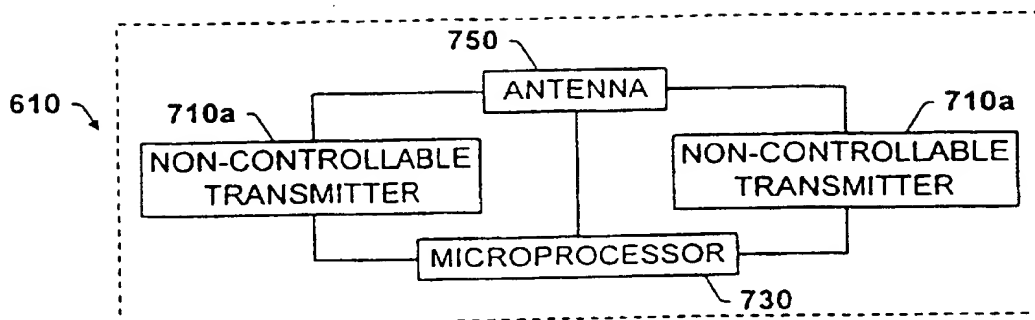 750
ANTENNA
610
710a
710a
NON-CONTROLLABLE
TRANSMITTER
NON-CONTROLLABLE
TRANSMITTER
MICROPROCESSOR
730